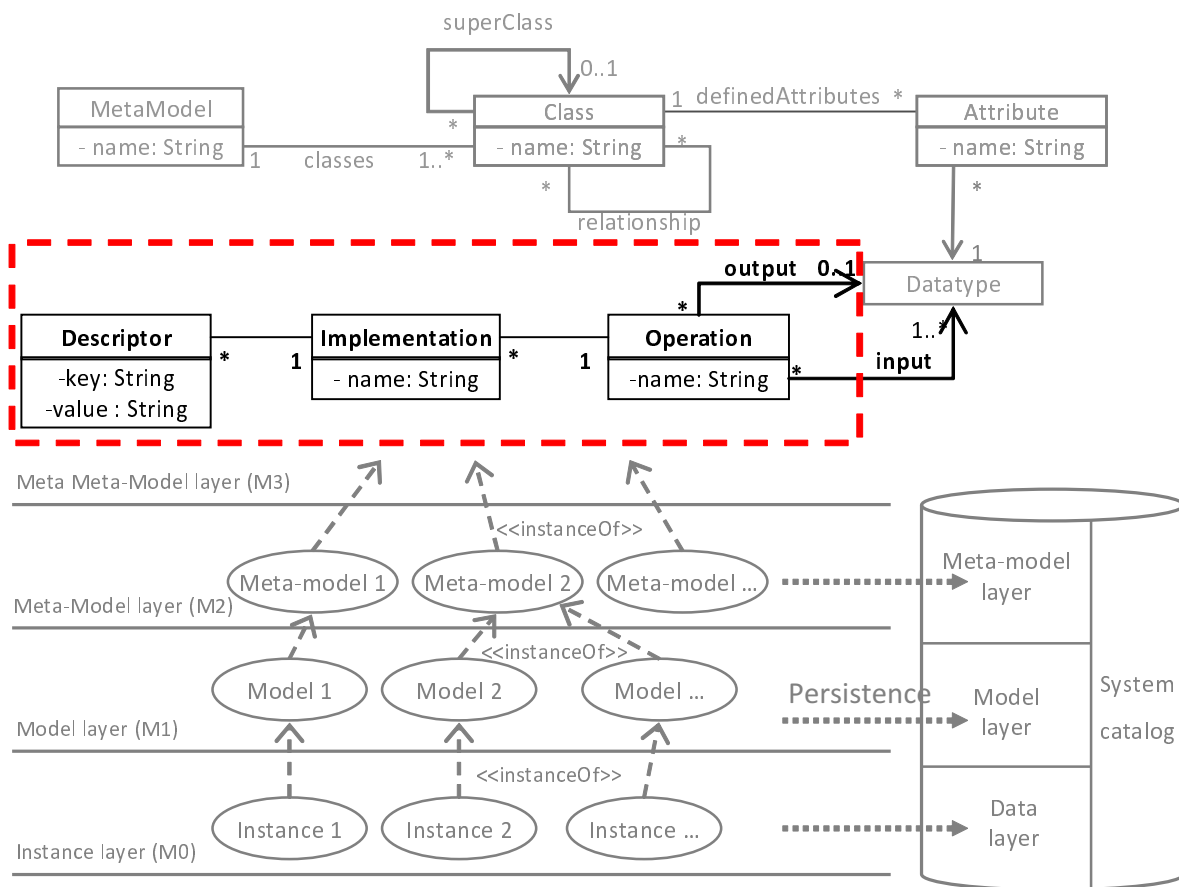 superClass
0..1
MetaModel
- name: String
1
classes
1..*
*
Class
- name: String
*
*
relationship
1
definedAttributes
*
Attribute
- name: String
*
1
Datatype
output
0..1
*
1..*
input
*
Descriptor
-key: String
-value : String
*
1
Implementation
- name: String
*
1
Operation
-name: String
Meta Meta-Model layer (M3)
<<instanceOf>>
Meta-model 1
Meta-model 2
Meta-model ...
Meta-Model layer (M2)
<<instanceOf>>
Model 1
Model 2
Model ...
Model layer (M1)
<<instanceOf>>
Instance 1
Instance 2
Instance ...
Instance layer (M0)
Persistence
Meta-model
layer
Model
layer
Data
layer
System
catalog